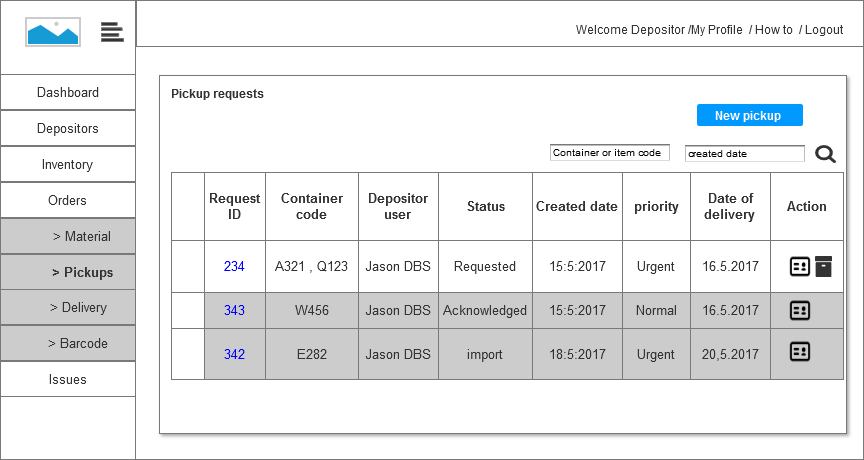 Welcome Depositor /My Profile / How to / Logout
Dashboard
Depositors
Inventory
Orders
> Material
> Pickups
> Delivery
> Barcode
Issues
Pickup requests
New pickup
Container or item code
created date
Request ID Container code Depositor user Status Created date priority Date of delivery Action
234 A321 , Q123 Jason DBS Requested 15:5:2017 Urgent 16.5.2017
343 W456 Jason DBS Acknowledged 15:5:2017 Normal 16.5.2017
342 E282 Jason DBS import 18:5:2017 Urgent 20,5.2017